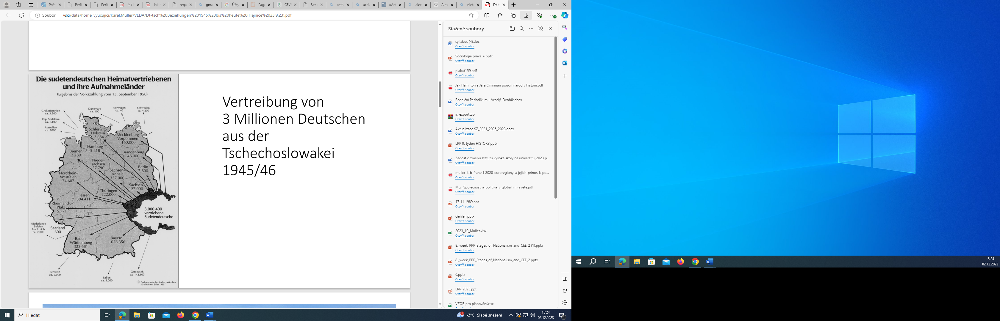 Pošt
Perif
Perif
Jak
Jak
requ
gma
Účty
Page
CEVI
Bez
activ
activ
»Act
alex
Alex
niet
Dt-t
Soubor
vsci/data/home_vyucujici/Karel.Muller/VEDA/Dt-tsch%20Beziehungen%201945%20bis%20heute%20(Hejnice%2023.9.23).pdf
Die sudetendeutschen Heimatvertriebenen
und ihre Aufnahmeländer
(Ergebnis der Volkszählung vom 13. September 1950)
Großbritannien
ca. 3.500
Dänemark
ca. 100
Norwegen
ca. 40
Schweden
ca. 4.200
Rep. Südafrika
ca. 1.100
Australien
ca. 1000
Schleswig-
Holstein
12.684
Mecklenburg-
Vorpommern
160.000
Hamburg
5.818
Bremen
2.289
Brandenburg
48.000
Nieder-
sachsen
57.790
Berlin
7.800
Sachsen-
Anhalt
357.000
Nordrhein-
Westfalen
74.607
Sachsen
127.000
Thüringen
222.000
Hessen
394.411
Rheinland-
Pfalz
15.771
3.000.400
vertriebene
Sudetendeutsche
Niederlande
Belgien
Frankreich
ca. 2.000
Saarland
600
Baden-
Württemberg
322.681
Bayern
1.026.356
Schweiz
ca. 2.000
Italien
ca. 3.000
Österreich
ca. 142.100
© Sudetendeutsches Archiv, München
Grafik: Peter Ehler 1995
Vertreibung von
3 Millionen Deutschen
aus der
Tschechoslowakei
1945/46
Stažené soubory
syllabus (4).doc
Otevřít soubor
Sociologie práva +.pptx
Otevřít soubor
plakat159.pdf
Otevřít soubor
Jak Hamilton a Jára Cimrman poučili národ v historii.pdf
Otevřít soubor
Radniční Periodikum - Veselý, Dvořák.docx
Otevřít soubor
is_export.zip
Otevřít soubor
Aktualizace SZ_2021_2025_2023.docx
Otevřít soubor
LRP 9. týden HISTORY.pptx
Otevřít soubor
Zadost o zmenu statutu vysoke skoly na univerzitu_2023 p...
Otevřít soubor
muller-k-b-frane-l-2020-euroregiony-a-jejich-prinos-k-po...
Otevřít soubor
Mgr_Spolecnost_a_politika_v_globalnim_svete.pdf
Otevřít soubor
17 11 1989.ppt
Otevřít soubor
Gehlen.pptx
Otevřít soubor
2023_10_Muller.xlsx
Otevřít soubor
8._week_PPP_Stages_of_Nationalism_and_CEE_2 (1).pptx
Otevřít soubor
8._week_PPP_Stages_of_Nationalism_and_CEE_2.pptx
Otevřít soubor
6.pptx
Otevřít soubor
LRP_2023.ppt
Otevřít soubor
VZOR pro plánování.xlsx
Hledat
-3°C Slabé sněžení
15:24
02.12.2023
15:24
02.12.2023